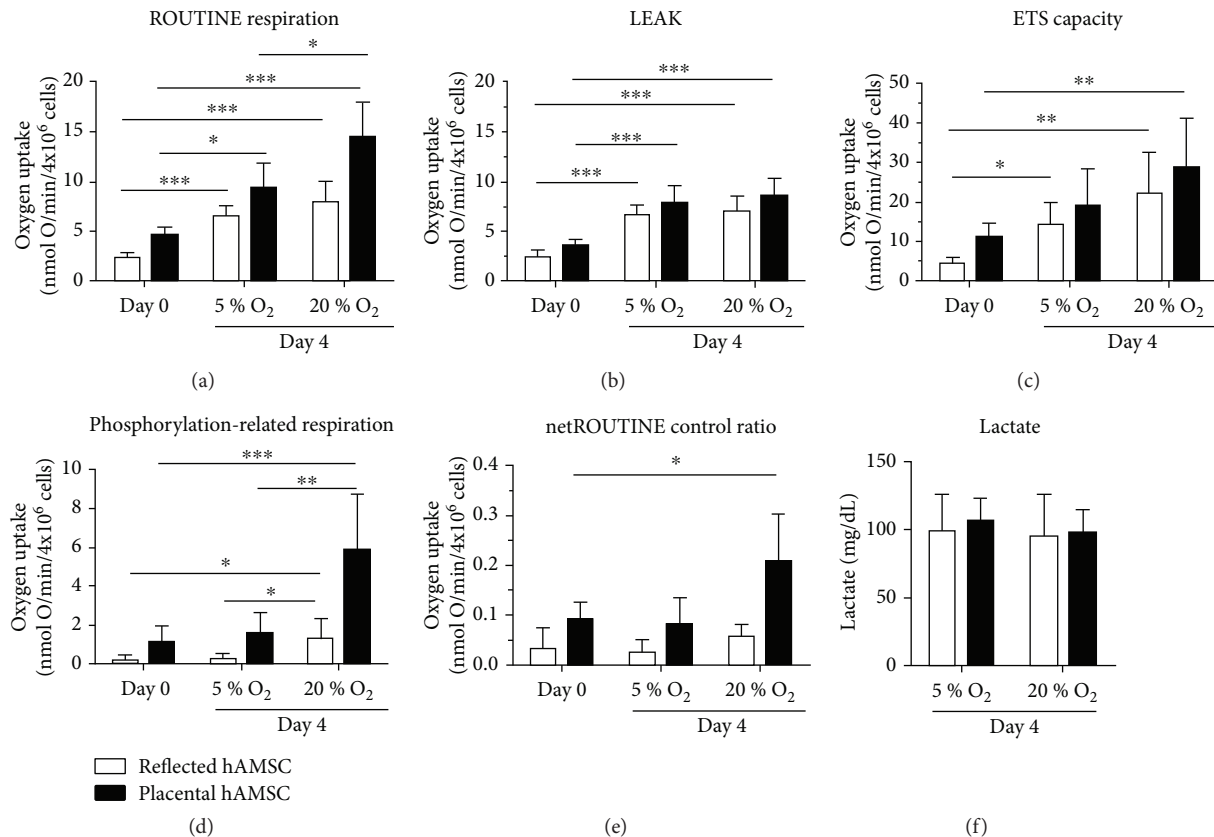 ROUTINE respiration
Oxygen uptake
(nmol O/min/4x10⁶ cells)
20
15
10
5
0
***
***
*
***
*
Day 0
5 % O₂
20 % O₂
Day 4
(a)
LEAK
Oxygen uptake
(nmol O/min/4x10⁶ cells)
20
15
10
5
0
***
***
***
***
Day 0
5 % O₂
20 % O₂
Day 4
(b)
ETS capacity
Oxygen uptake
(nmol O/min/4x10⁶ cells)
50
40
30
20
10
0
*
**
**
Day 0
5 % O₂
20 % O₂
Day 4
(c)
Phosphorylation-related respiration
Oxygen uptake
(nmol O/min/4x10⁶ cells)
10
8
6
4
2
0
***
**
*
*
Day 0
5 % O₂
20 % O₂
Day 4
Reflected hAMSC
Placental hAMSC
(d)
netROUTINE control ratio
Oxygen uptake
(nmol O/min/4x10⁶ cells)
0.4
0.3
0.2
0.1
0.0
*
Day 0
5 % O₂
20 % O₂
Day 4
(e)
Lactate
Lactate (mg/dL)
150
100
50
0
5 % O₂
20 % O₂
Day 4
(f)